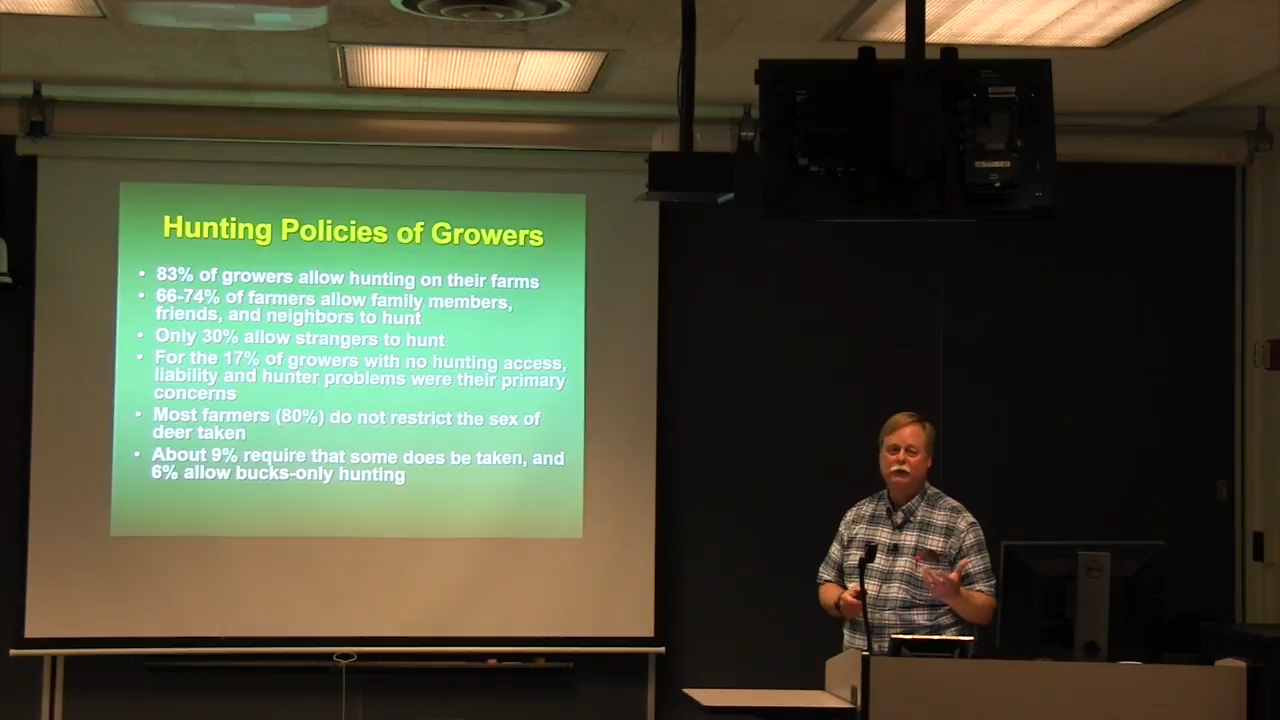 Hunting Policies of Growers
• 83% of growers allow hunting on their farms
• 66-74% of farmers allow family members,
friends, and neighbors to hunt
• Only 30% allow strangers to hunt
• For the 17% of growers with no hunting access,
liability and hunter problems were their primary
concerns
• Most farmers (80%) do not restrict the sex of
deer taken
• About 9% require that some does be taken, and
6% allow bucks-only hunting
DELL